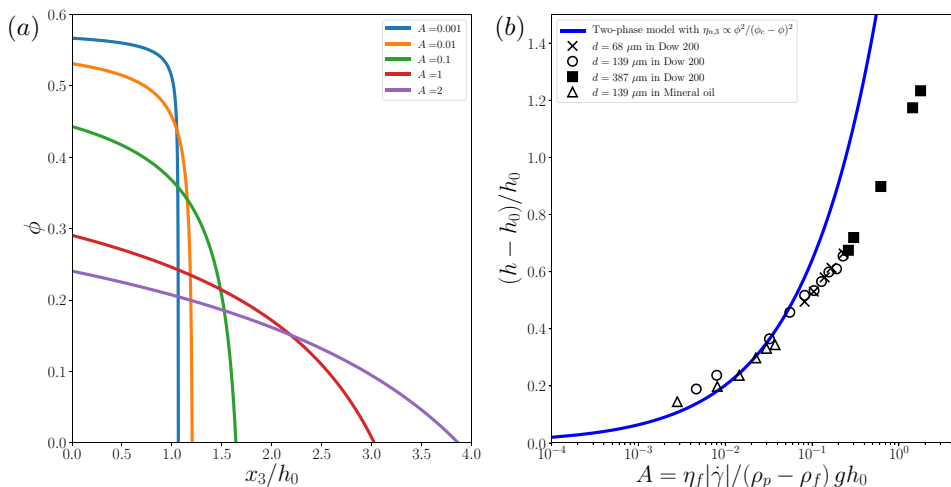 (a)
0.6
0.5
0.4
0.3
0.2
0.1
0.0
ϕ
0.0 0.5 1.0 1.5 2.0 2.5 3.0 3.5 4.0
x₃/h₀
A = 0.001
A = 0.01
A = 0.1
A = 1
A = 2
(b)
1.4
1.2
1.0
0.8
0.6
0.4
0.2
0.0
(h − h₀)/h₀
10⁻⁴ 10⁻³ 10⁻² 10⁻¹ 10⁰
A = η_f|γ̇|/(ρ_p − ρ_f) gh₀
Two-phase model with η_{n,3} ∝ ϕ²/(ϕ_c − ϕ)²
d = 68 μm in Dow 200
d = 139 μm in Dow 200
d = 387 μm in Dow 200
d = 139 μm in Mineral oil